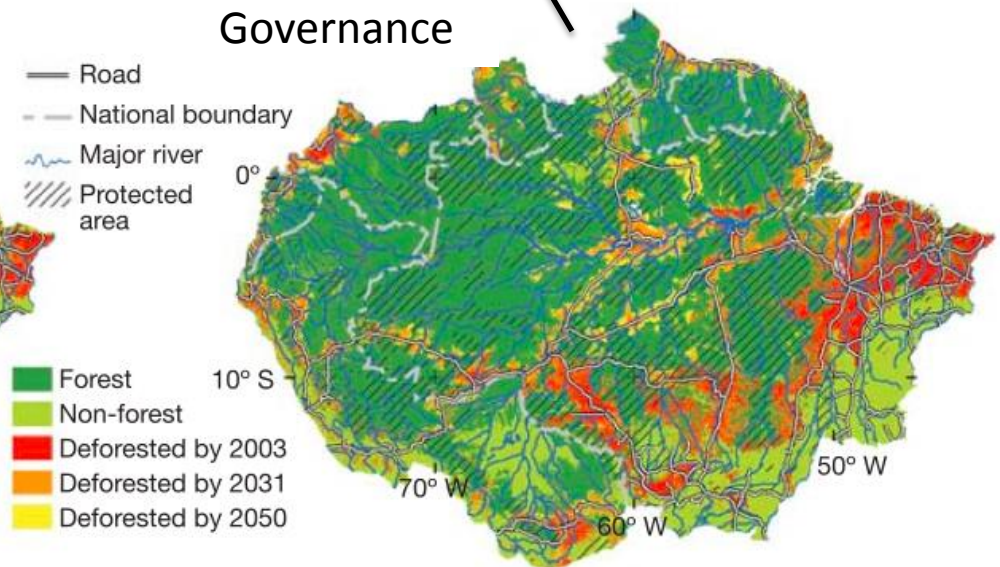 Governance
Road
National boundary
Major river
Protected
area
0°
10° S
70° W
60° W
50° W
Forest
Non-forest
Deforested by 2003
Deforested by 2031
Deforested by 2050